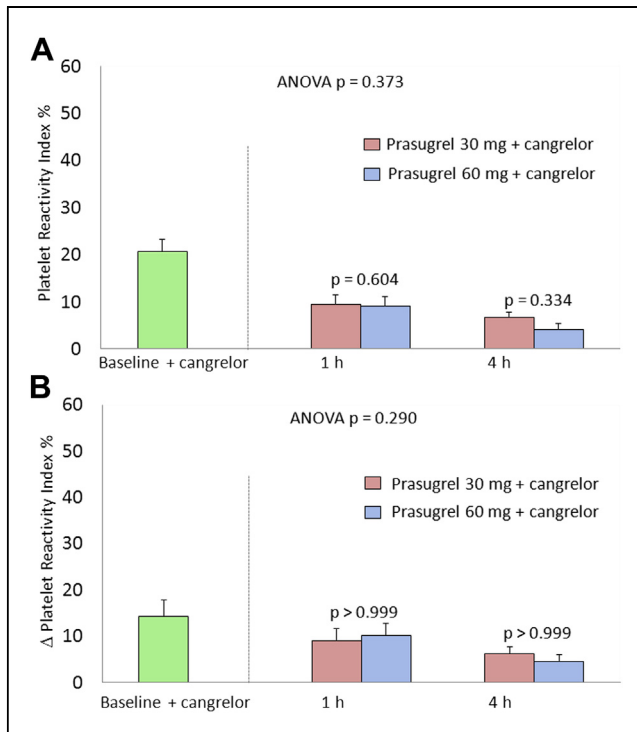 A
60
ANOVA p = 0.373
50
Prasugrel 30 mg + cangrelor
40
Prasugrel 60 mg + cangrelor
30
20
p = 0.604
p = 0.334
10
0
Platelet Reactivity Index %
Baseline + cangrelor
1 h
4 h
B
60
ANOVA p = 0.290
50
Prasugrel 30 mg + cangrelor
40
Prasugrel 60 mg + cangrelor
30
20
p > 0.999
p > 0.999
10
0
Δ Platelet Reactivity Index %
Baseline + cangrelor
1 h
4 h